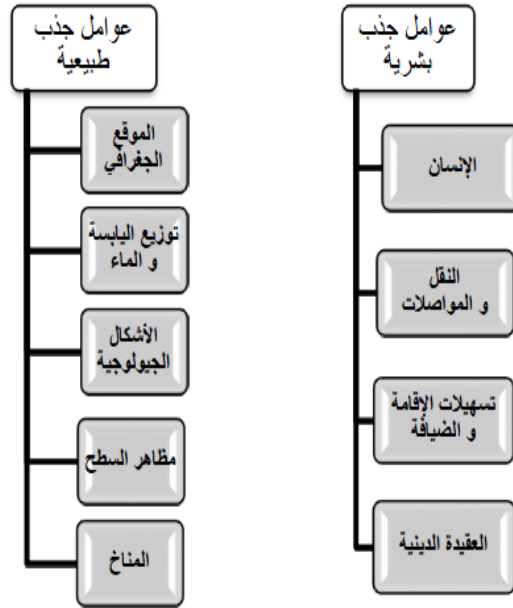 عوامل جذب
بشرية
الإنسان
النقل
و المواصلات
تسهيلات الإقامة
و الضيافة
العقيدة الدينية
عوامل جذب
طبيعية
الموقع
الجغرافي
توزيع اليابسة
و الماء
الأشكال
الجيولوجية
مظاهر السطح
المناخ